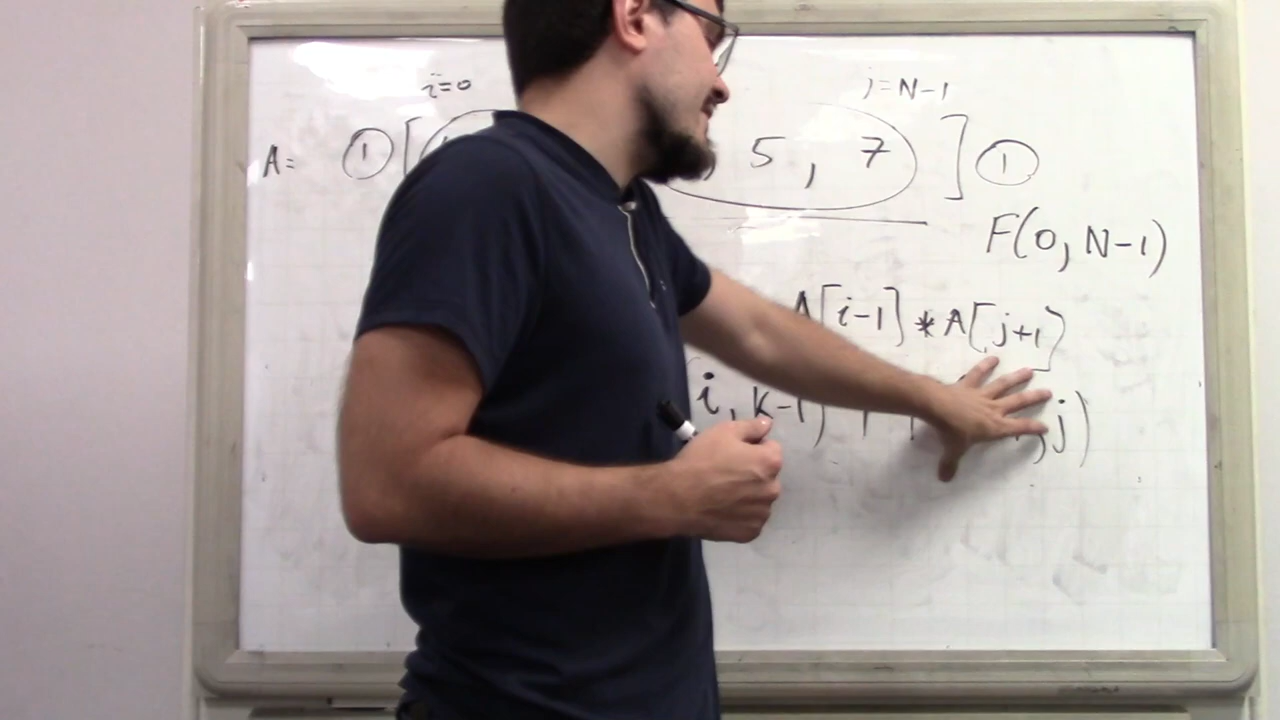 i=0 j=N-1
A= 1 [ , 5 , 7 ] 1
F(0, N-1)
A[i-1] * A[j+1]
i, k-1) + , j)